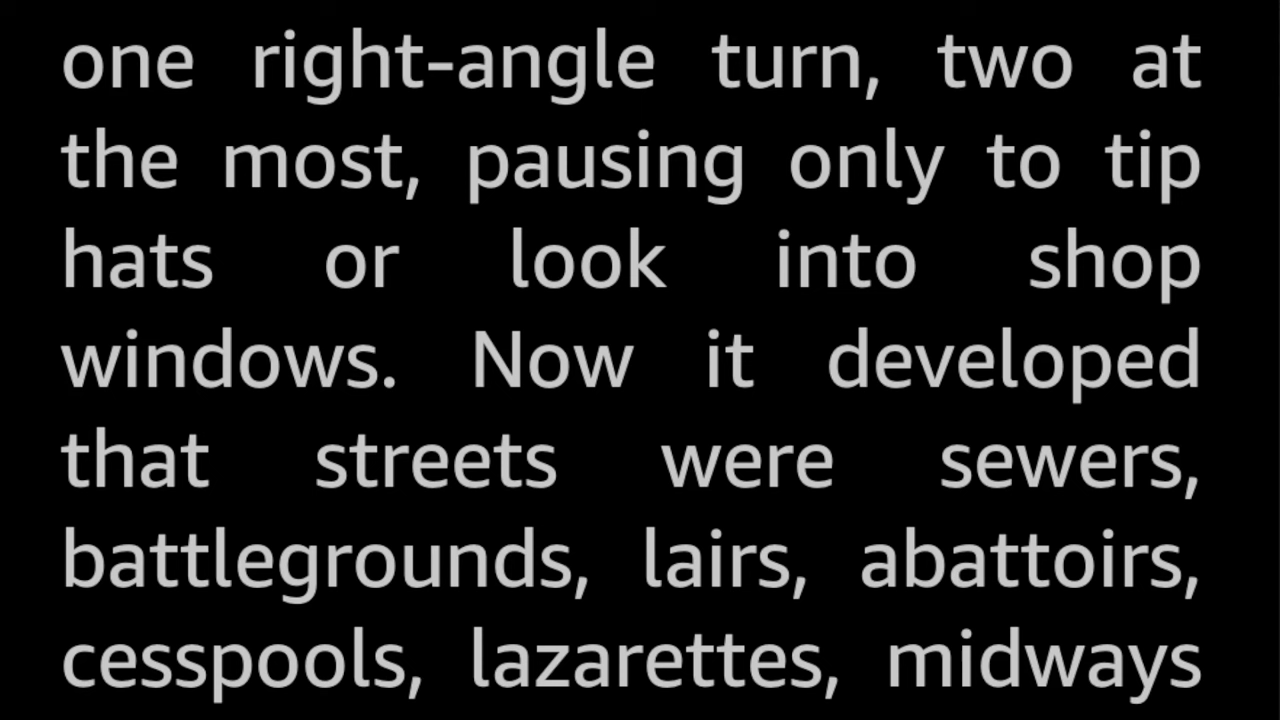 one right-angle turn, two at
the most, pausing only to tip
hats or look into shop
windows. Now it developed
that streets were sewers,
battlegrounds, lairs, abattoirs,
cesspools, lazarettes, midways